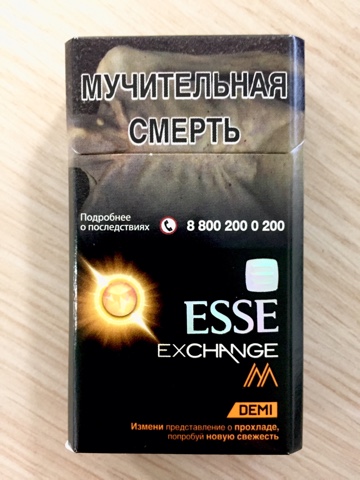 МУЧИТЕЛЬНАЯ
СМЕРТЬ
Подробнее
о последствиях
8 800 200 0 200
ESSE
EXCHANGE
M
DEMI
Измени представление о прохладе,
попробуй новую свежесть